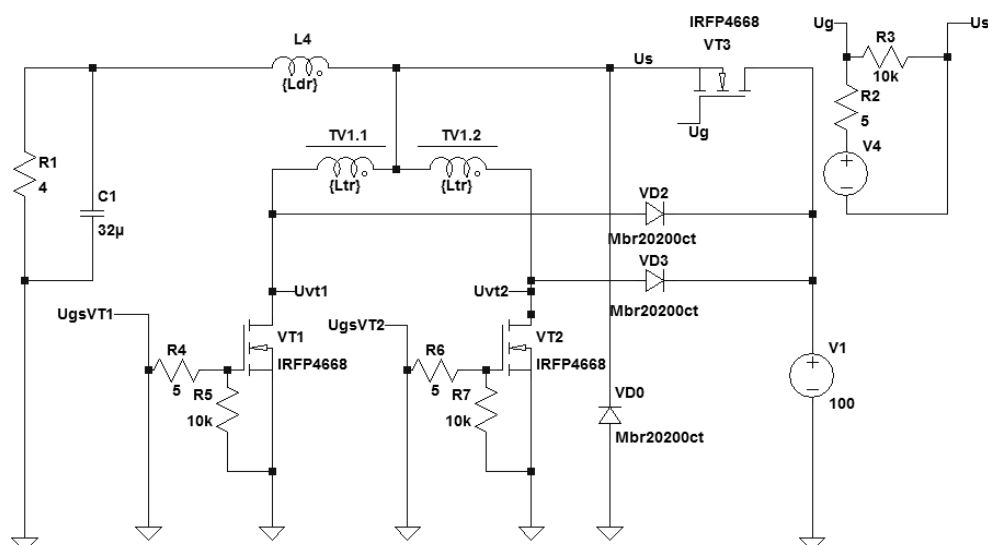 IRFP4668
VT3
Us
Ug
Ug
Us
R3
10k
R2
5
V4
L4
{Ldr}
TV1.1
{Ltr}
TV1.2
{Ltr}
R1
4
C1
32µ
VD2
Mbr20200ct
VD3
Mbr20200ct
Uvt1
Uvt2
UgsVT1
R4
5
R5
10k
VT1
IRFP4668
UgsVT2
R6
5
R7
10k
VT2
IRFP4668
VD0
Mbr20200ct
V1
100